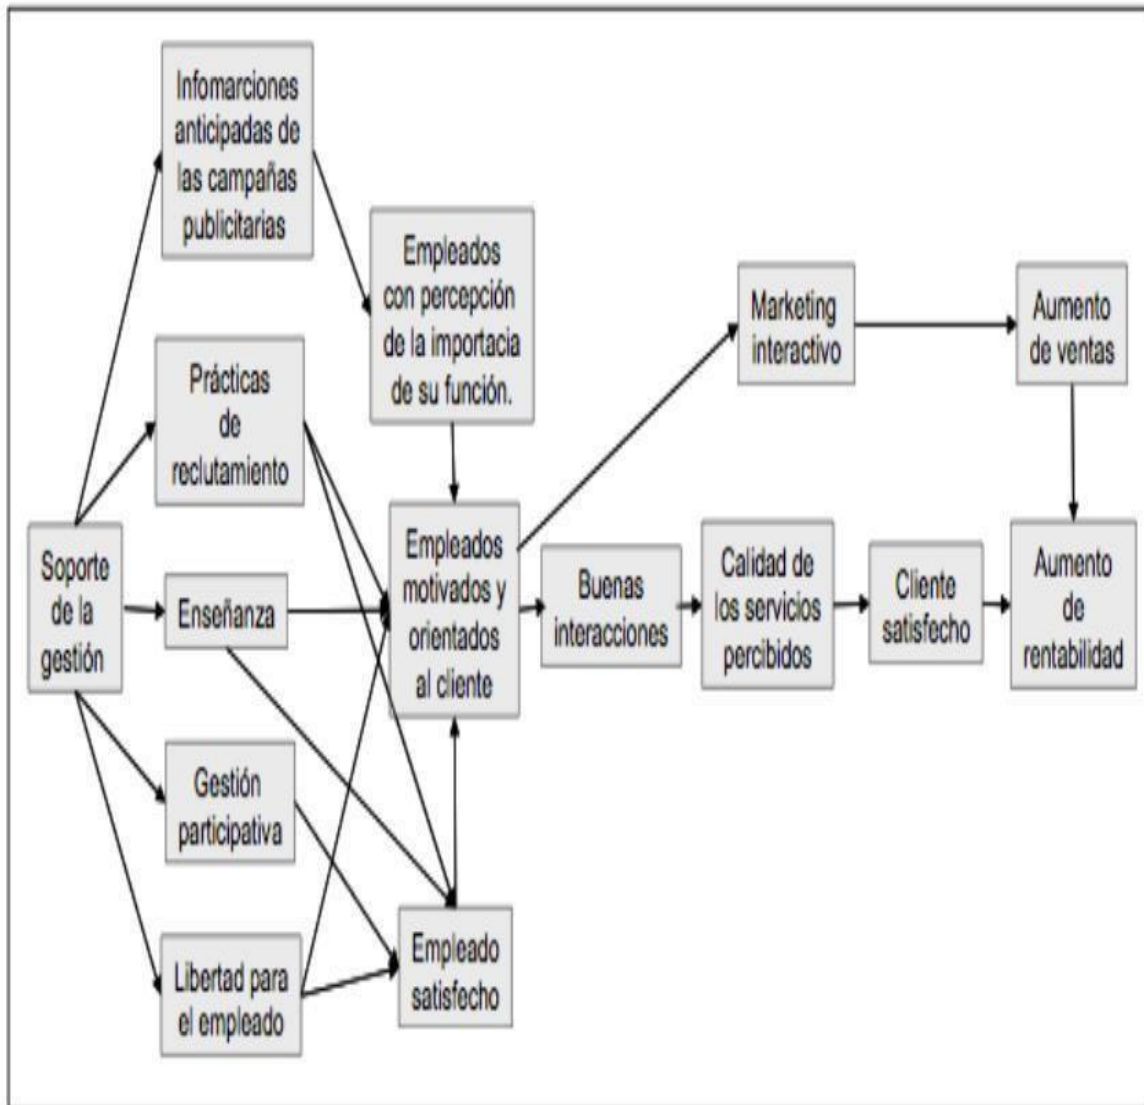 Infomarciones
anticipadas de
las campañas
publicitarias
Empleados
con percepción
de la importacia
de su función.
Marketing
interactivo
Aumento
de ventas
Prácticas
de
reclutamiento
Soporte
de la
gestión
Enseñanza
Empleados
motivados y
orientados
al cliente
Buenas
interacciones
Calidad de
los servicios
percibidos
Cliente
satisfecho
Aumento
de
rentabilidad
Gestión
participativa
Libertad para
el empleado
Empleado
satisfecho